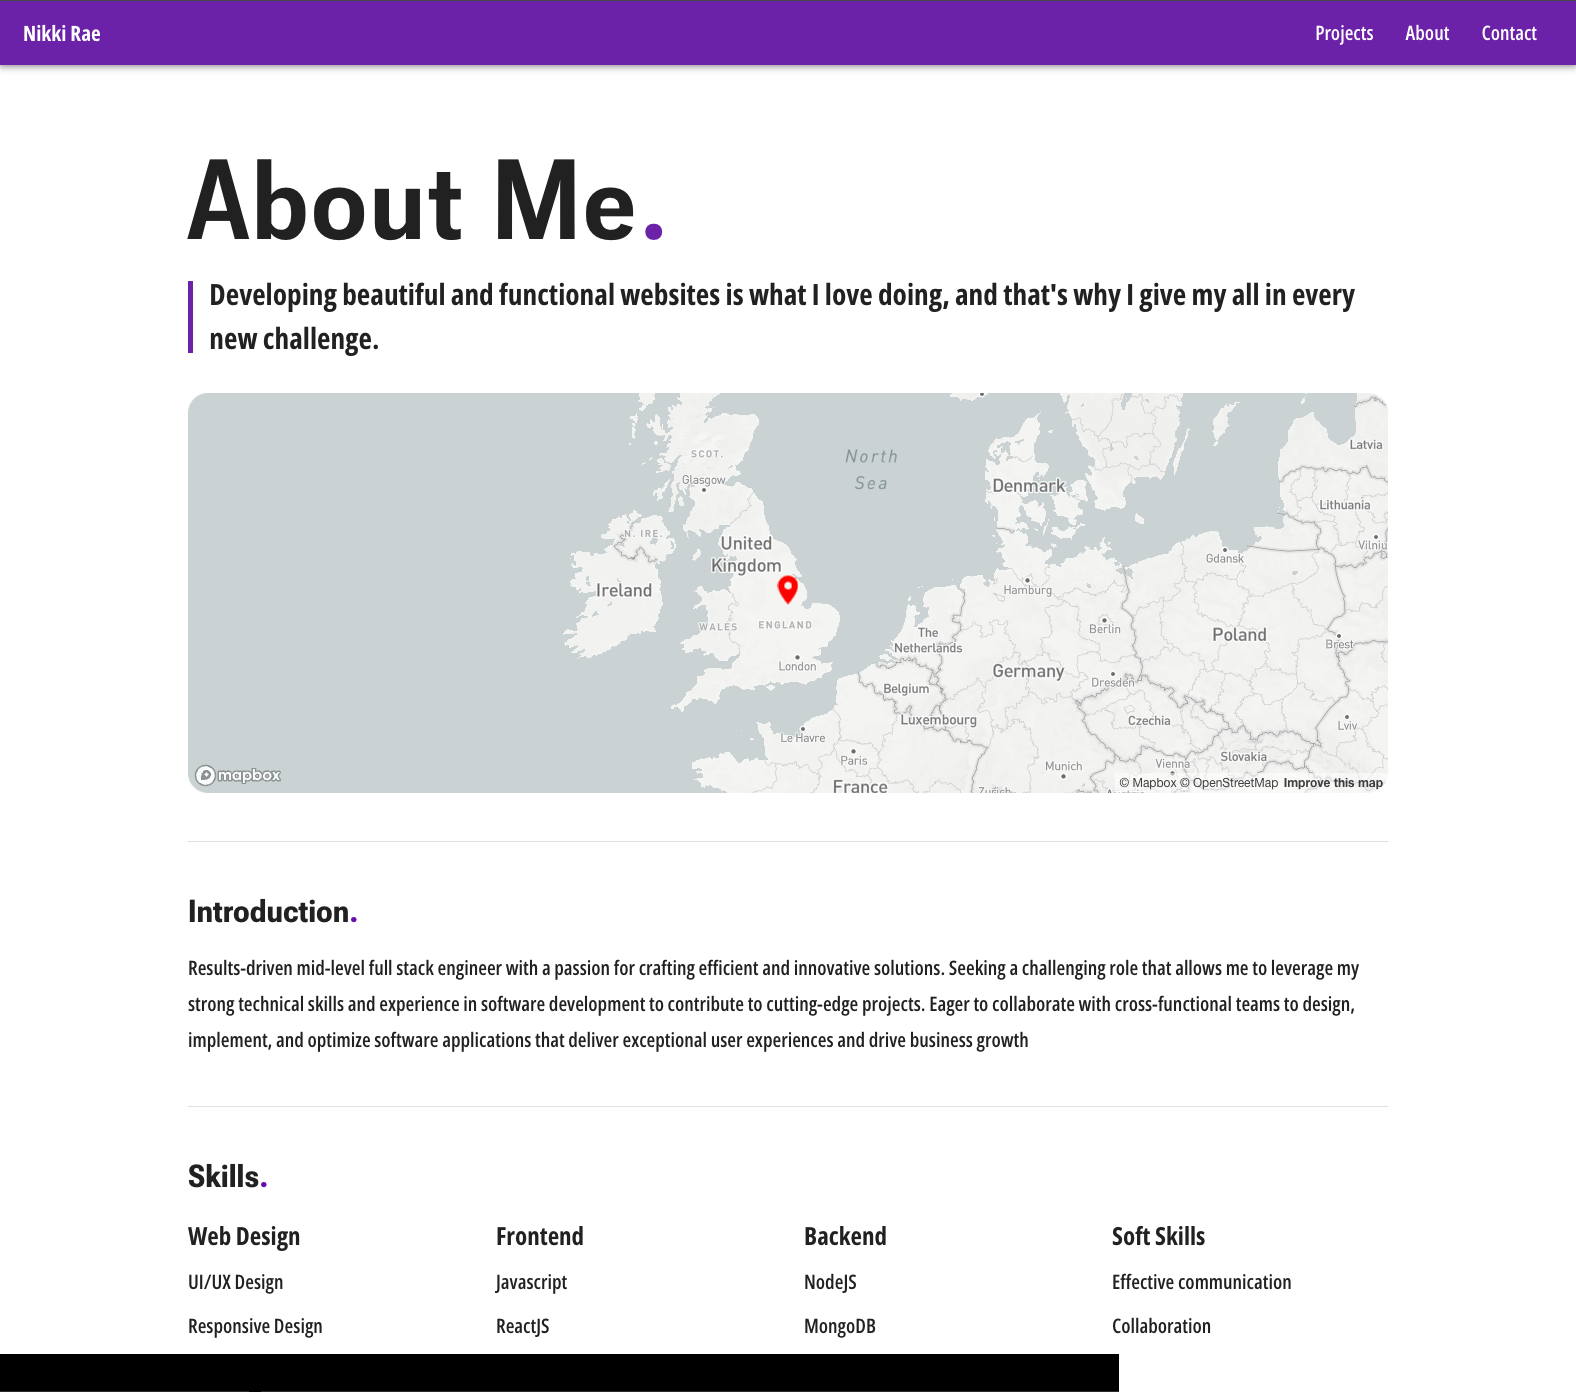 Nikki Rae
Projects About Contact
About Me.
Developing beautiful and functional websites is what I love doing, and that's why I give my all in every
new challenge.
SCOT.
Glasgow
North
Sea
Denmark
Latvia
Lithuania
N. IRE.
United
Kingdom
Ireland
Gdansk
Hamburg
WALES
ENGLAND
The
Netherlands
Berlin
Poland
Brest
London
Germany
Dresden
Belgium
Luxembourg
Czechia
Lviv
Le Havre
Paris
Munich
Vienna
Slovakia
France
mapbox
© Mapbox © OpenStreetMap Improve this map
Introduction.
Results-driven mid-level full stack engineer with a passion for crafting efficient and innovative solutions. Seeking a challenging role that allows me to leverage my
strong technical skills and experience in software development to contribute to cutting-edge projects. Eager to collaborate with cross-functional teams to design,
implement, and optimize software applications that deliver exceptional user experiences and drive business growth
Skills.
Web Design Frontend Backend Soft Skills
UI/UX Design Javascript NodeJS Effective communication
Responsive Design ReactJS MongoDB Collaboration